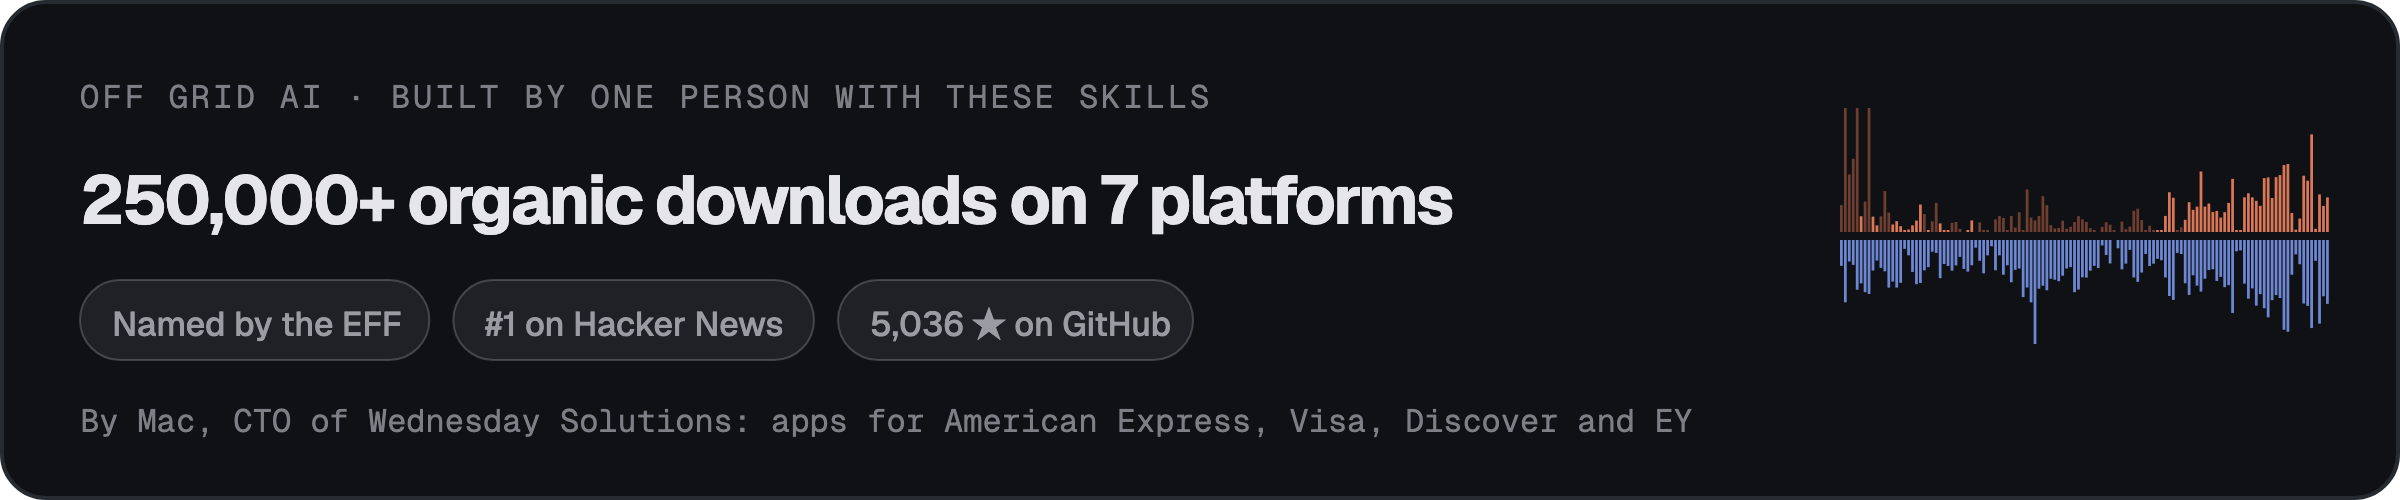 OFF GRID AI · BUILT BY ONE PERSON WITH THESE SKILLS
250,000+ organic downloads on 7 platforms
Named by the EFF
#1 on Hacker News
5,036 ★ on GitHub
By Mac, CTO of Wednesday Solutions: apps for American Express, Visa, Discover and EY